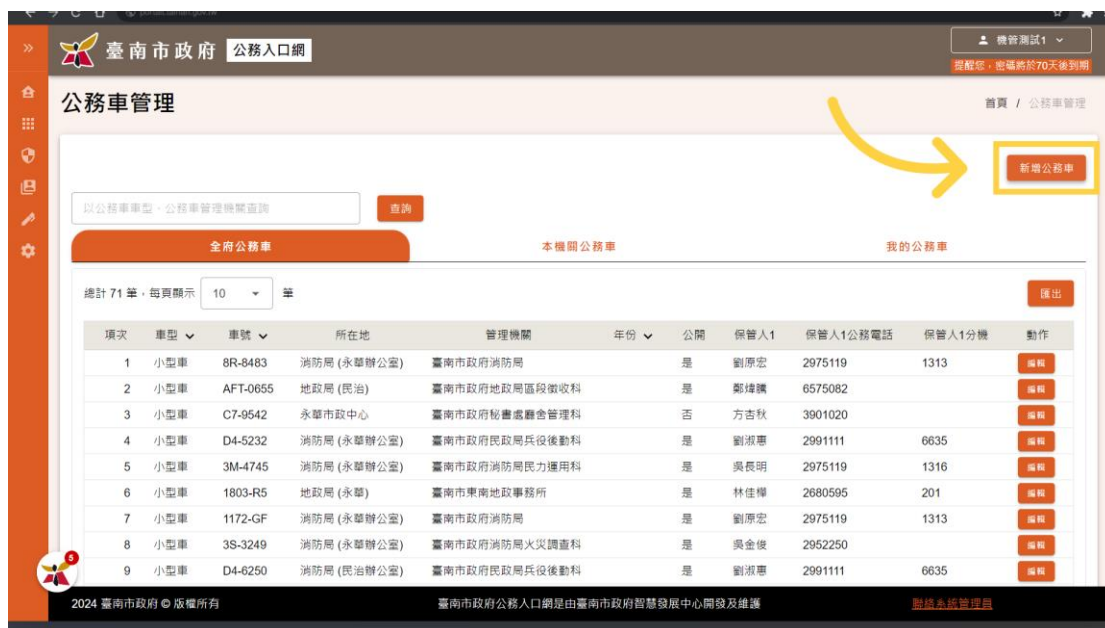 portal.tainan.gov.tw
臺南市政府 公務入口網
機管測試1
提醒您，密碼將於70天後到期
公務車管理
首頁 / 公務車管理
新增公務車
以公務車車型、公務車管理機關查詢 查詢
全府公務車 本機關公務車 我的公務車
總計 71 筆，每頁顯示 10 筆 匯出
項次 車型 車號 所在地 管理機關 年份 公開 保管人1 保管人1公務電話 保管人1分機 動作
1 小型車 8R-8483 消防局 (永華辦公室) 臺南市政府消防局 是 劉原宏 2975119 1313 編輯
2 小型車 AFT-0655 地政局 (民治) 臺南市政府地政局區段徵收科 是 鄭煒騰 6575082 編輯
3 小型車 C7-9542 永華市政中心 臺南市政府秘書處廳舍管理科 否 方杏秋 3901020 編輯
4 小型車 D4-5232 消防局 (永華辦公室) 臺南市政府民政局兵役後勤科 是 劉淑惠 2991111 6635 編輯
5 小型車 3M-4745 消防局 (永華辦公室) 臺南市政府消防局民力運用科 是 吳長明 2975119 1316 編輯
6 小型車 1803-R5 地政局 (永華) 臺南市東南地政事務所 是 林佳樺 2680595 201 編輯
7 小型車 1172-GF 消防局 (永華辦公室) 臺南市政府消防局 是 劉原宏 2975119 1313 編輯
8 小型車 3S-3249 消防局 (永華辦公室) 臺南市政府消防局火災調查科 是 吳金俊 2952250 編輯
9 小型車 D4-6250 消防局 (民治辦公室) 臺南市政府民政局兵役後勤科 是 劉淑惠 2991111 6635 編輯
5
2024 臺南市政府 © 版權所有 臺南市政府公務入口網是由臺南市政府智慧發展中心開發及維護 聯絡系統管理員